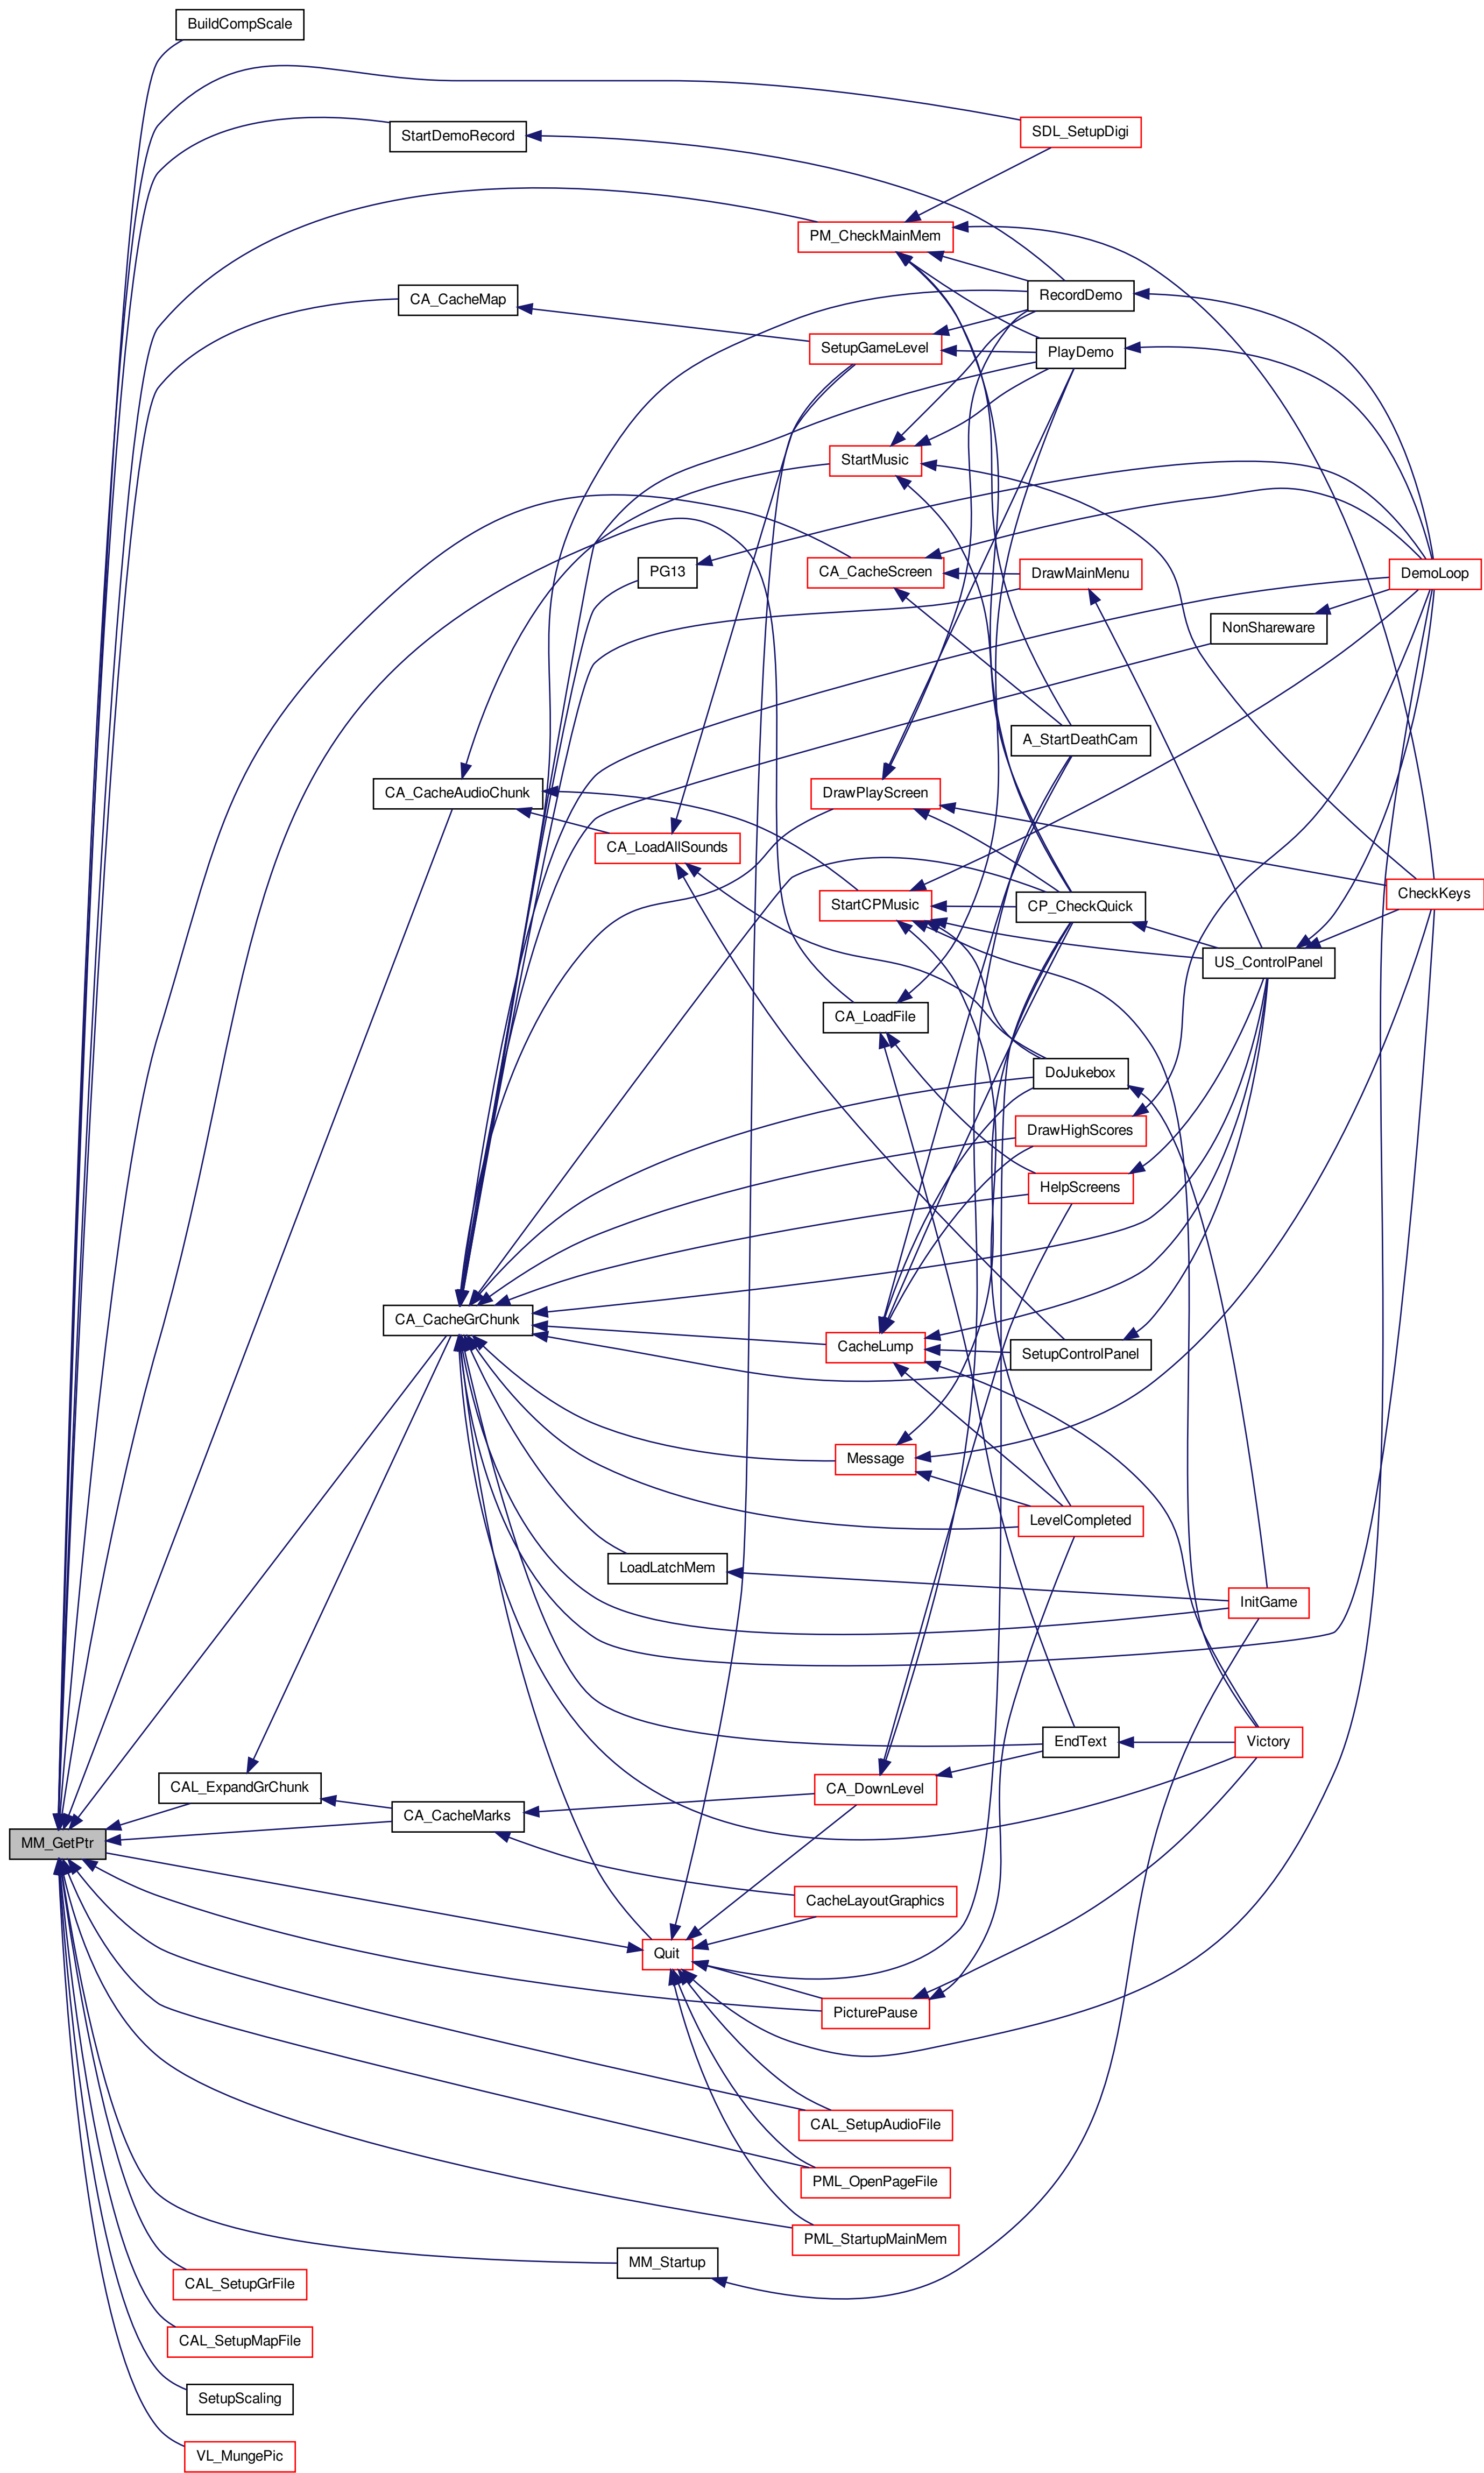 BuildCompScale
SDL_SetupDigi
StartDemoRecord
PM_CheckMainMem
RecordDemo
CA_CacheMap
SetupGameLevel
PlayDemo
StartMusic
PG13
CA_CacheScreen
DrawMainMenu
DemoLoop
NonShareware
A_StartDeathCam
CA_CacheAudioChunk
DrawPlayScreen
CA_LoadAllSounds
CheckKeys
StartCPMusic
CP_CheckQuick
US_ControlPanel
CA_LoadFile
DoJukebox
DrawHighScores
HelpScreens
CA_CacheGrChunk
CacheLump
SetupControlPanel
Message
LevelCompleted
LoadLatchMem
InitGame
EndText
Victory
CAL_ExpandGrChunk
CA_DownLevel
CA_CacheMarks
MM_GetPtr
CacheLayoutGraphics
Quit
PicturePause
CAL_SetupAudioFile
PML_OpenPageFile
PML_StartupMainMem
MM_Startup
CAL_SetupGrFile
CAL_SetupMapFile
SetupScaling
VL_MungePic